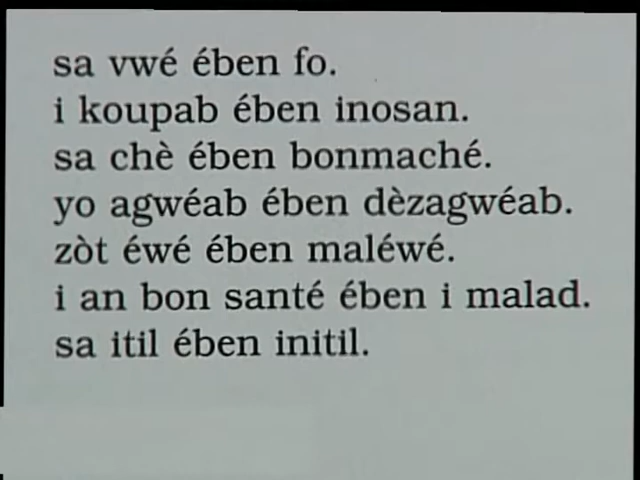 sa vwé ében fo.
i koupab ében inosan.
sa chè ében bonmaché.
yo agwéab ében dèzagwéab.
zòt éwé ében maléwé.
i an bon santé ében i malad.
sa itil ében initil.